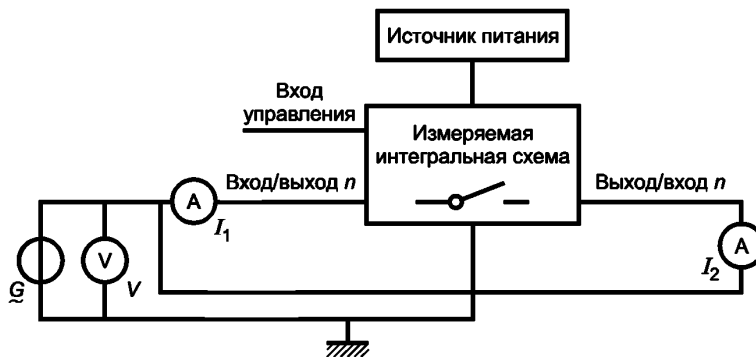 Источник питания
Вход
управления
Измеряемая
интегральная схема
Вход/выход n
Выход/вход n
A
I1
A
I2
G
V
V